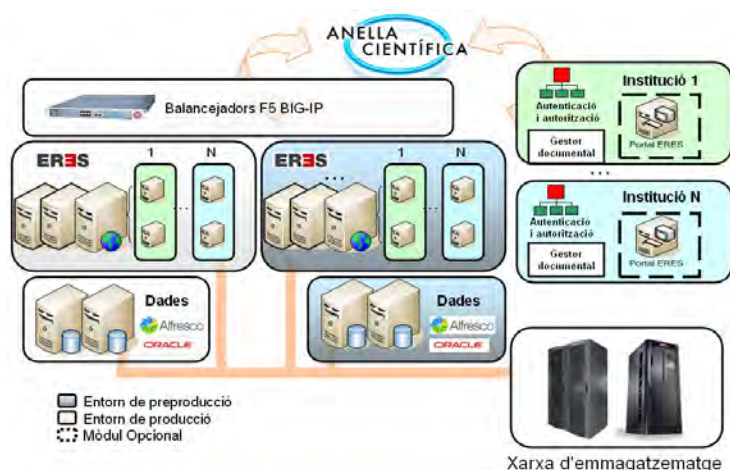 ANELLA
CIENTÍFICA
Balancejadors F5 BIG-IP
Institució 1
Autenticació
i autorització
Gestor
documental
Portal ERES
...
ERES
1
N
...
ERES
1
N
...
...
Institució N
Autenticació
i autorització
Gestor
documental
Portal ERES
Dades
Alfresco
ORACLE
Dades
Alfresco
ORACLE
Entorn de preproducció
Entorn de producció
Mòdul Opcional
Xarxa d'emmagatzematge